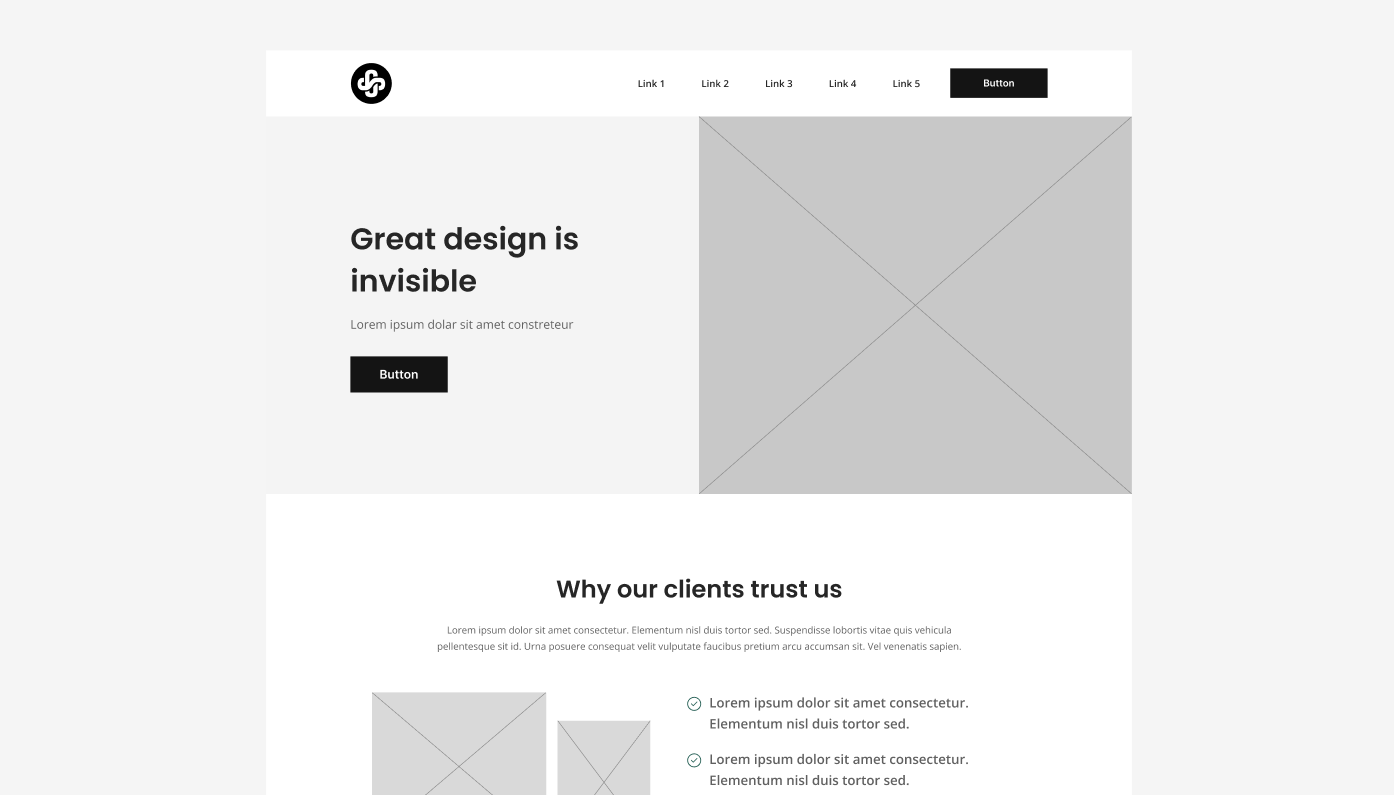 Link 1 Link 2 Link 3 Link 4 Link 5 Button
Great design is
invisible
Lorem ipsum dolar sit amet constreteur
Button
Why our clients trust us
Lorem ipsum dolor sit amet consectetur. Elementum nisl duis tortor sed. Suspendisse lobortis vitae quis vehicula
pellentesque sit id. Urna posuere consequat velit vulputate faucibus pretium arcu accumsan sit. Vel venenatis sapien.
Lorem ipsum dolor sit amet consectetur.
Elementum nisl duis tortor sed.
Lorem ipsum dolor sit amet consectetur.
Elementum nisl duis tortor sed.